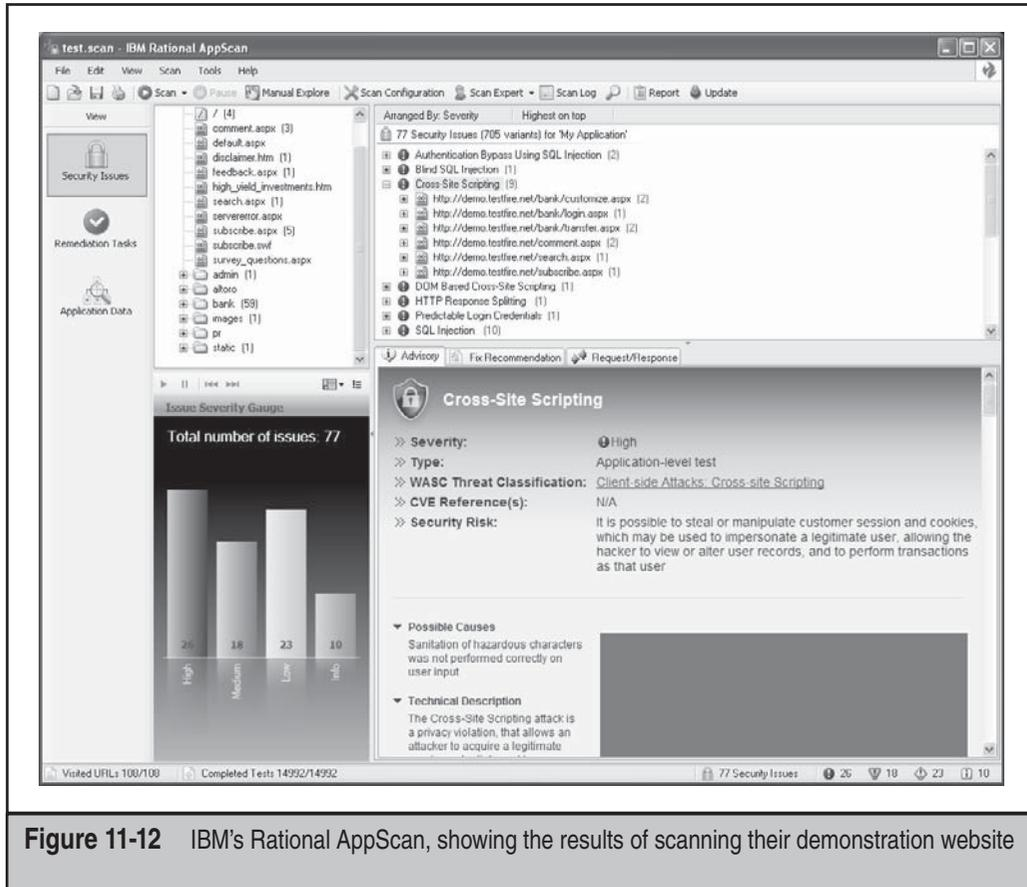 test.scan - IBM Rational AppScan
File Edit View Scan Tools Help
Scan Pause Manual Explore Scan Configuration Scan Expert Scan Log Report Update
View
Security Issues
Remediation Tasks
Application Data
/ (4)
comment.aspx (3)
default.aspx
disclaimer.htm (1)
feedback.aspx (1)
high_yield_investments.htm
search.aspx (1)
servererror.aspx
subscribe.aspx (5)
subscribe.swf
survey_questions.aspx
admin (1)
altoro
bank (59)
images (1)
pr
static (1)
Arranged By: Severity Highest on top
77 Security Issues (705 variants) for 'My Application'
Authentication Bypass Using SQL Injection (2)
Blind SQL Injection (1)
Cross-Site Scripting (9)
http://demo.testfire.net/bank/customize.aspx (2)
http://demo.testfire.net/bank/login.aspx (1)
http://demo.testfire.net/bank/transfer.aspx (2)
http://demo.testfire.net/comment.aspx (2)
http://demo.testfire.net/search.aspx (1)
http://demo.testfire.net/subscribe.aspx (1)
DOM Based Cross-Site Scripting (1)
HTTP Response Splitting (1)
Predictable Login Credentials (1)
SQL Injection (10)
Issue Severity Gauge
Total number of issues: 77
26 18 23 10
High Medium Low Info
Advisory Fix Recommendation Request/Response
Cross-Site Scripting
» Severity: High
» Type: Application-level test
» WASC Threat Classification: Client-side Attacks: Cross-site Scripting
» CVE Reference(s): N/A
» Security Risk: It is possible to steal or manipulate customer session and cookies,
which may be used to impersonate a legitimate user, allowing the
hacker to view or alter user records, and to perform transactions
as that user
Possible Causes
Sanitation of hazardous characters
was not performed correctly on
user input
Technical Description
The Cross-Site Scripting attack is
a privacy violation, that allows an
attacker to acquire a legitimate
Visited URLs 108/108 Completed Tests 14992/14992 77 Security Issues 26 18 23 10
Figure 11-12 IBM's Rational AppScan, showing the results of scanning their demonstration website